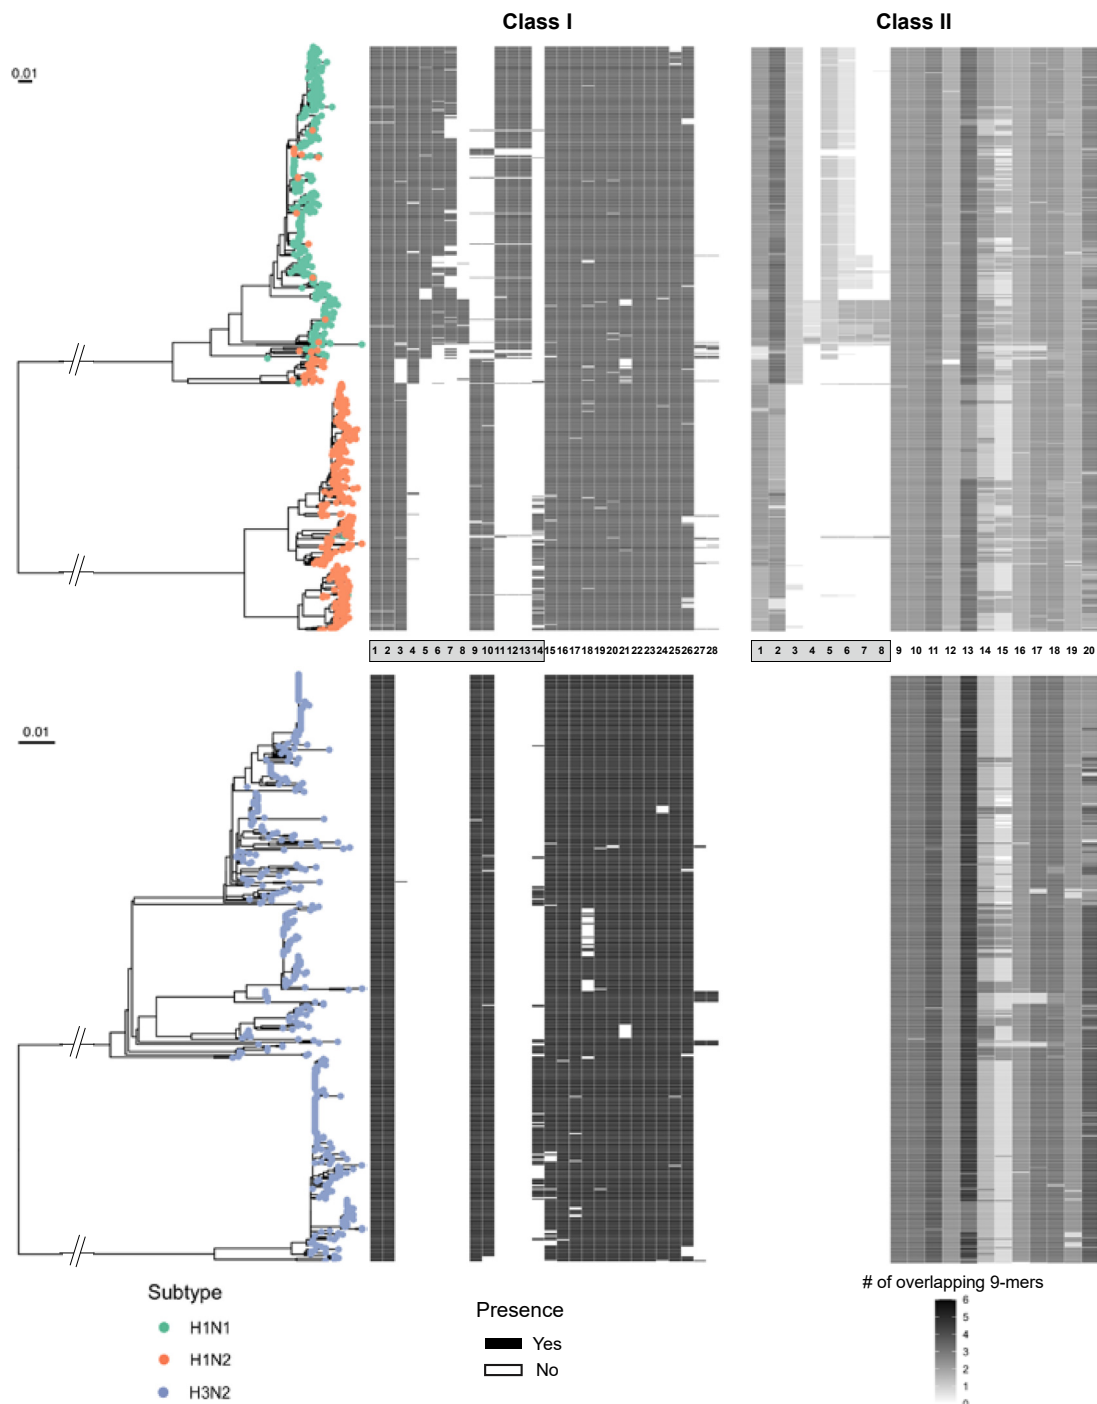 Class I
Class II
0.01
1 2 3 4 5 6 7 8 9 10 11 12 13 14 15 16 17 18 19 20 21 22 23 24 25 26 27 28
1 2 3 4 5 6 7 8 9 10 11 12 13 14 15 16 17 18 19 20
0.01
Subtype
H1N1
H1N2
H3N2
Presence
Yes
No
# of overlapping 9-mers
6
5
4
3
2
1
0